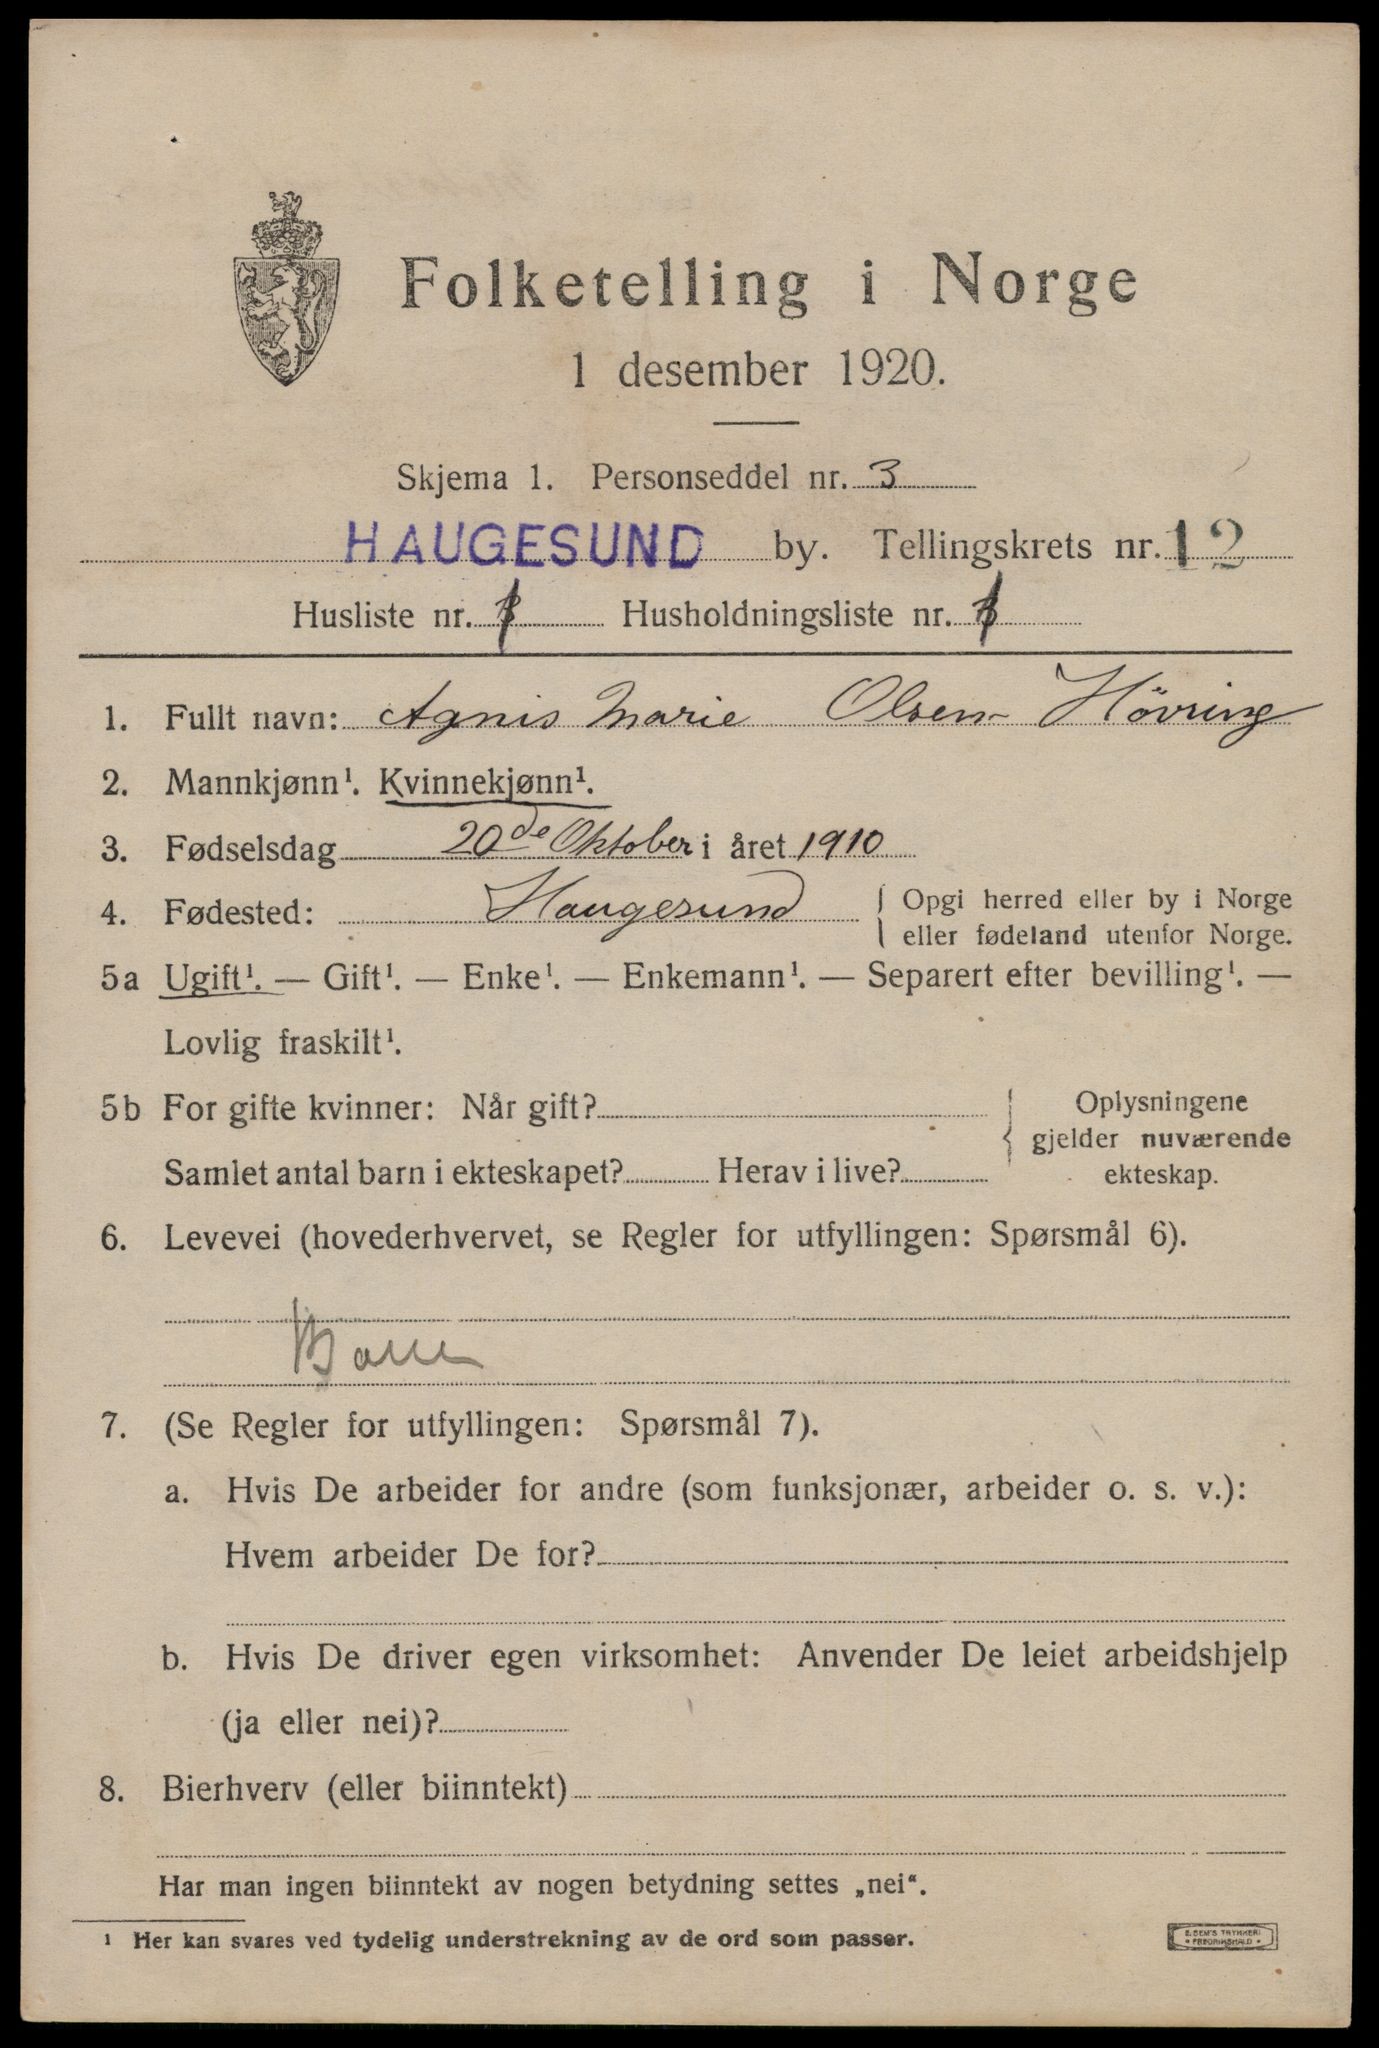 Folketelling i Norge
1 desember 1920.
Skjema 1. Personseddel nr. 3
HAUGESUND by. Tellingskrets nr. 12
Husliste nr. Husholdningsliste nr.
1. Fullt navn: Agnis Marie Olsen Hövring
2. Mannkjønn¹. Kvinnekjønn¹.
3. Fødselsdag 20de Oktober i året 1910
4. Fødested: Haugesund { Opgi herred eller by i Norge
eller fødeland utenfor Norge.
5a Ugift¹. — Gift¹. — Enke¹. — Enkemann¹. — Separert efter bevilling¹. —
Lovlig fraskilt¹.
5b For gifte kvinner: Når gift? { Oplysningene
gjelder nuværende
Samlet antal barn i ekteskapet? Herav i live? ekteskap.
6. Levevei (hovederhvervet, se Regler for utfyllingen: Spørsmål 6).
7. (Se Regler for utfyllingen: Spørsmål 7).
a. Hvis De arbeider for andre (som funksjonær, arbeider o. s. v.):
Hvem arbeider De for?
b. Hvis De driver egen virksomhet: Anvender De leiet arbeidshjelp
(ja eller nei)?
8. Bierhverv (eller biinntekt)
Har man ingen biinntekt av nogen betydning settes „nei“.
¹ Her kan svares ved tydelig understrekning av de ord som passer.
E. SEM'S TRYKKERI
• FREDRIKSHALD •